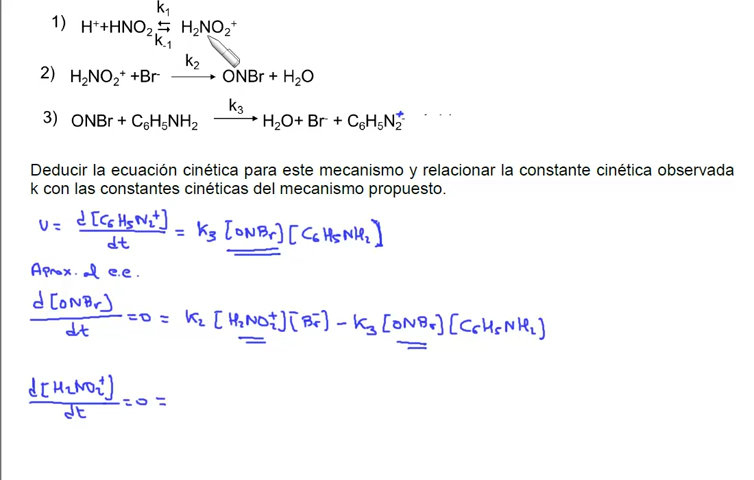 1) H⁺+HNO₂ k₁ ⇆ k₋₁ H₂NO₂⁺
2) H₂NO₂⁺ +Br⁻ k₂ → ONBr + H₂O
3) ONBr + C₆H₅NH₂ k₃ → H₂O+ Br⁻ + C₆H₅N₂⁺
Deducir la ecuación cinética para este mecanismo y relacionar la constante cinética observada
k con las constantes cinéticas del mecanismo propuesto.
v = d[C₆H₅N₂⁺]/dt = k₃ [ONBr][C₆H₅NH₂]
Aprox. al e.e.
d[ONBr]/dt = 0 = k₂ [H₂NO₂⁺][Br⁻] − k₃ [ONBr][C₆H₅NH₂]
d[H₂NO₂⁺]/dt = 0 =